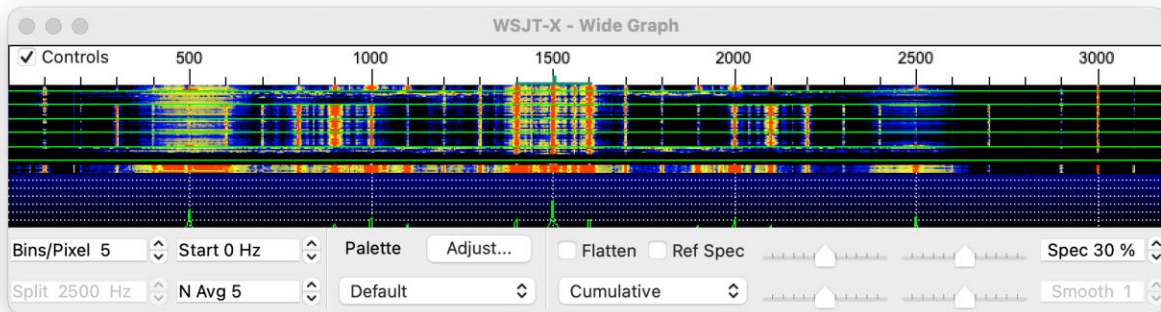 WSJT-X - Wide Graph
Controls 500 1000 1500 2000 2500 3000
Bins/Pixel 5 Start 0 Hz Palette Adjust... Flatten Ref Spec Spec 30 %
Split 2500 Hz N Avg 5 Default Cumulative Smooth 1